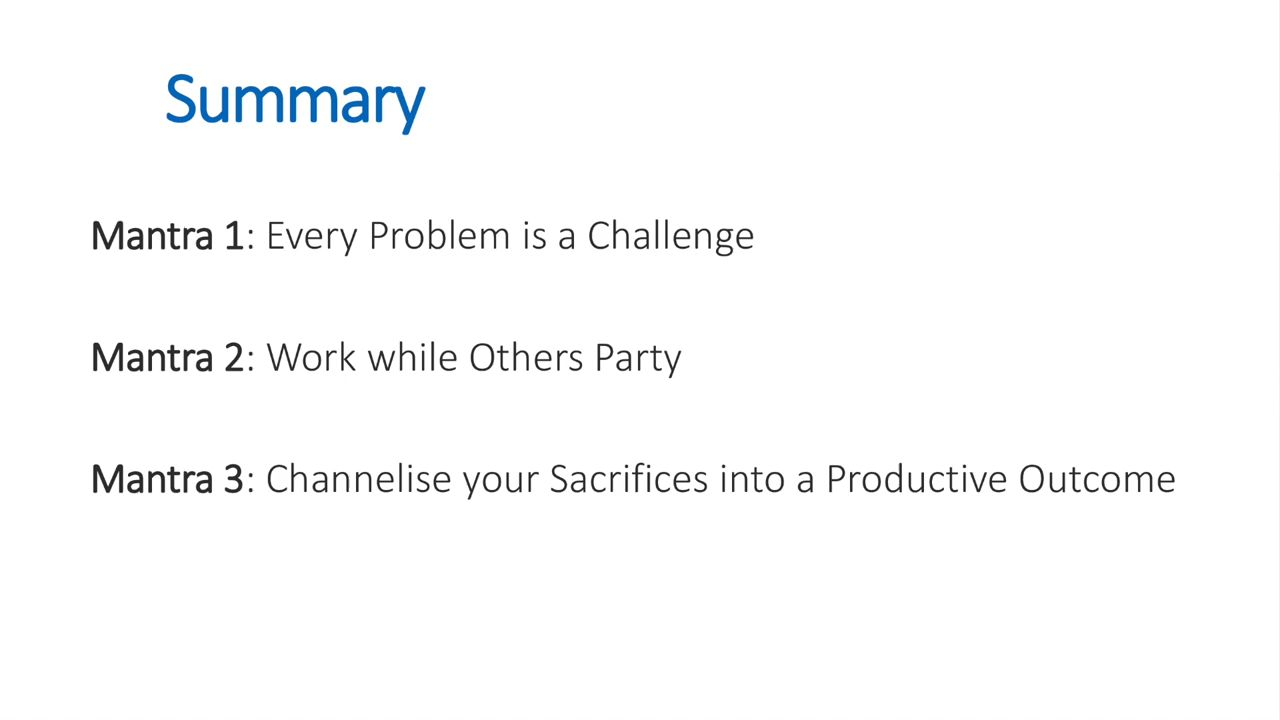 Summary
Mantra 1: Every Problem is a Challenge
Mantra 2: Work while Others Party
Mantra 3: Channelise your Sacrifices into a Productive Outcome